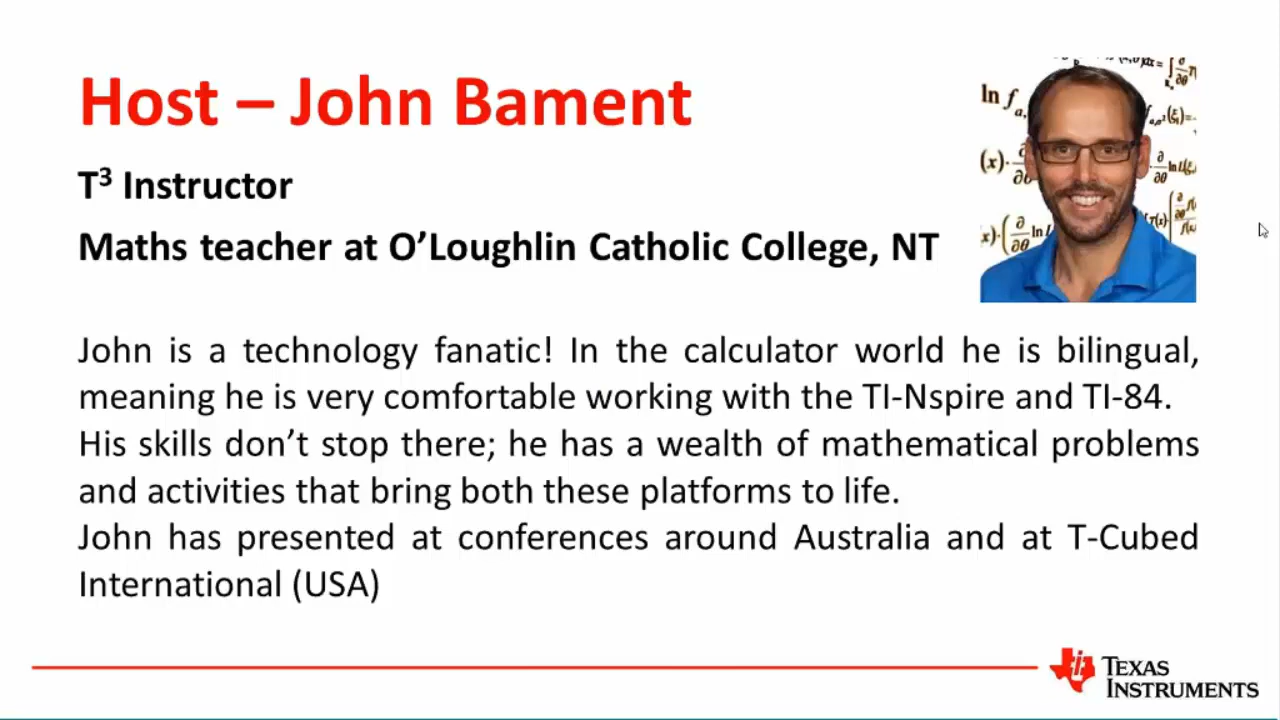 Host – John Bament
T³ Instructor
Maths teacher at O’Loughlin Catholic College, NT
John is a technology fanatic! In the calculator world he is bilingual,
meaning he is very comfortable working with the TI-Nspire and TI-84.
His skills don’t stop there; he has a wealth of mathematical problems
and activities that bring both these platforms to life.
John has presented at conferences around Australia and at T-Cubed
International (USA)
TEXAS
INSTRUMENTS